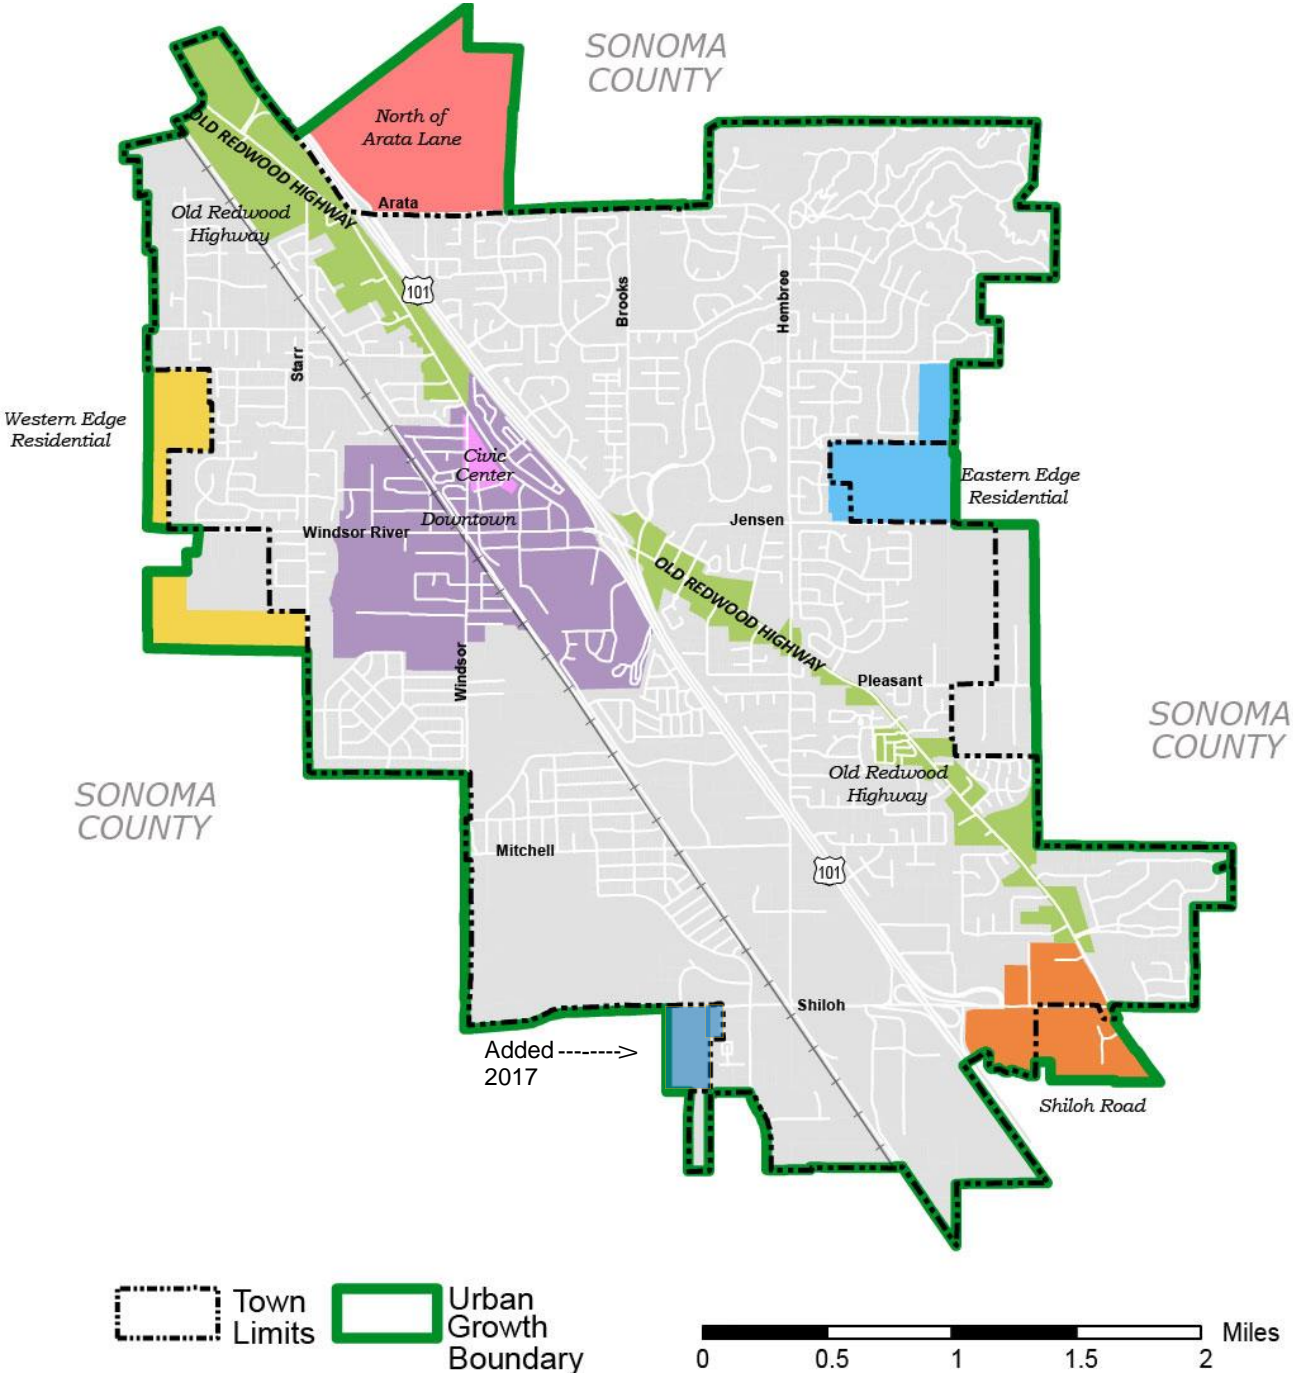 SONOMA
COUNTY
North of
Arata Lane
OLD REDWOOD HIGHWAY
Arata
Old Redwood
Highway
101
Brooks
Hembree
Starr
Western Edge
Residential
Civic
Center
Eastern Edge
Residential
Downtown
Jensen
Windsor River
OLD REDWOOD HIGHWAY
Windsor
Pleasant
SONOMA
COUNTY
Old Redwood
Highway
SONOMA
COUNTY
Mitchell
101
Shiloh
Added -------->
2017
Shiloh Road
Town
Limits
Urban
Growth
Boundary
Miles
0 0.5 1 1.5 2